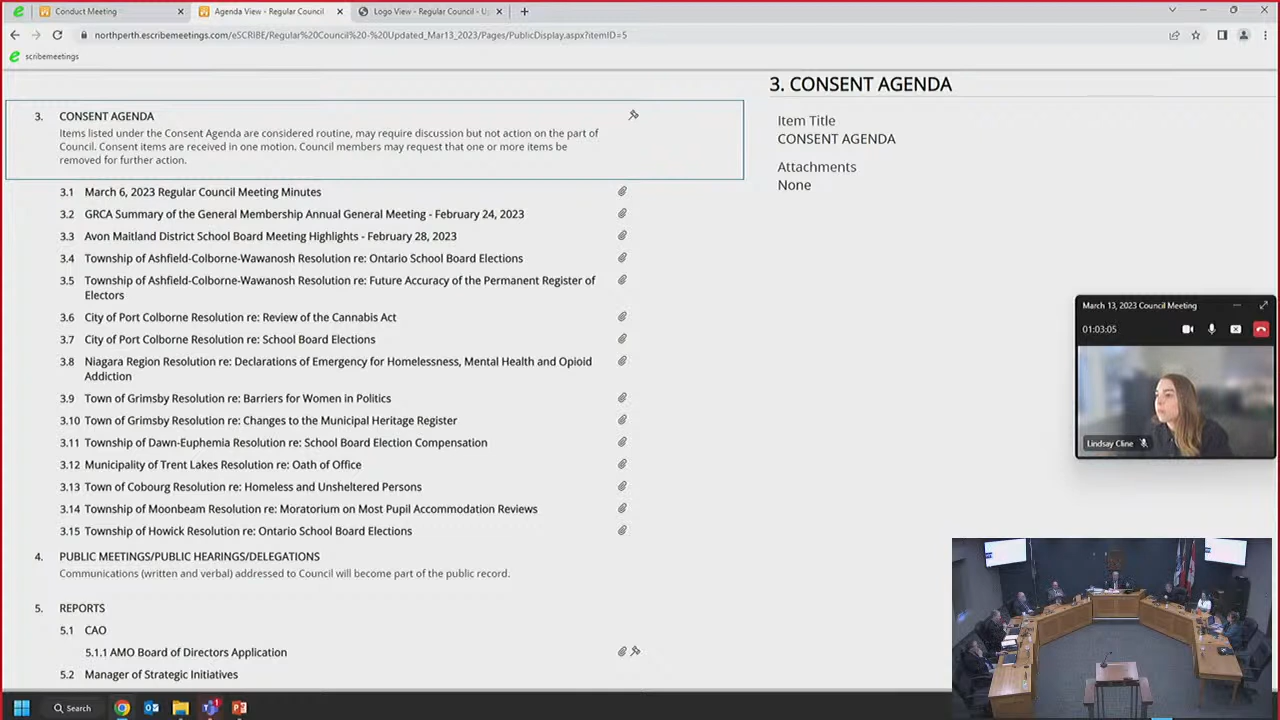 Conduct Meeting
Agenda View - Regular Council
Logo View - Regular Council - U
northperth.escribemeetings.com/eSCRIBE/Regular%20Council%20-%20Updated_Mar13_2023/Pages/PublicDisplay.aspx?itemID=5
scribemeetings
3. CONSENT AGENDA
Items listed under the Consent Agenda are considered routine, may require discussion but not action on the part of
Council. Consent items are received in one motion. Council members may request that one or more items be
removed for further action.
3.1 March 6, 2023 Regular Council Meeting Minutes
3.2 GRCA Summary of the General Membership Annual General Meeting - February 24, 2023
3.3 Avon Maitland District School Board Meeting Highlights - February 28, 2023
3.4 Township of Ashfield-Colborne-Wawanosh Resolution re: Ontario School Board Elections
3.5 Township of Ashfield-Colborne-Wawanosh Resolution re: Future Accuracy of the Permanent Register of
Electors
3.6 City of Port Colborne Resolution re: Review of the Cannabis Act
3.7 City of Port Colborne Resolution re: School Board Elections
3.8 Niagara Region Resolution re: Declarations of Emergency for Homelessness, Mental Health and Opioid
Addiction
3.9 Town of Grimsby Resolution re: Barriers for Women in Politics
3.10 Town of Grimsby Resolution re: Changes to the Municipal Heritage Register
3.11 Township of Dawn-Euphemia Resolution re: School Board Election Compensation
3.12 Municipality of Trent Lakes Resolution re: Oath of Office
3.13 Town of Cobourg Resolution re: Homeless and Unsheltered Persons
3.14 Township of Moonbeam Resolution re: Moratorium on Most Pupil Accommodation Reviews
3.15 Township of Howick Resolution re: Ontario School Board Elections
4. PUBLIC MEETINGS/PUBLIC HEARINGS/DELEGATIONS
Communications (written and verbal) addressed to Council will become part of the public record.
5. REPORTS
5.1 CAO
5.1.1 AMO Board of Directors Application
5.2 Manager of Strategic Initiatives
3. CONSENT AGENDA
Item Title
CONSENT AGENDA
Attachments
None
March 13, 2023 Council Meeting
01:03:05
Lindsay Cline
Search